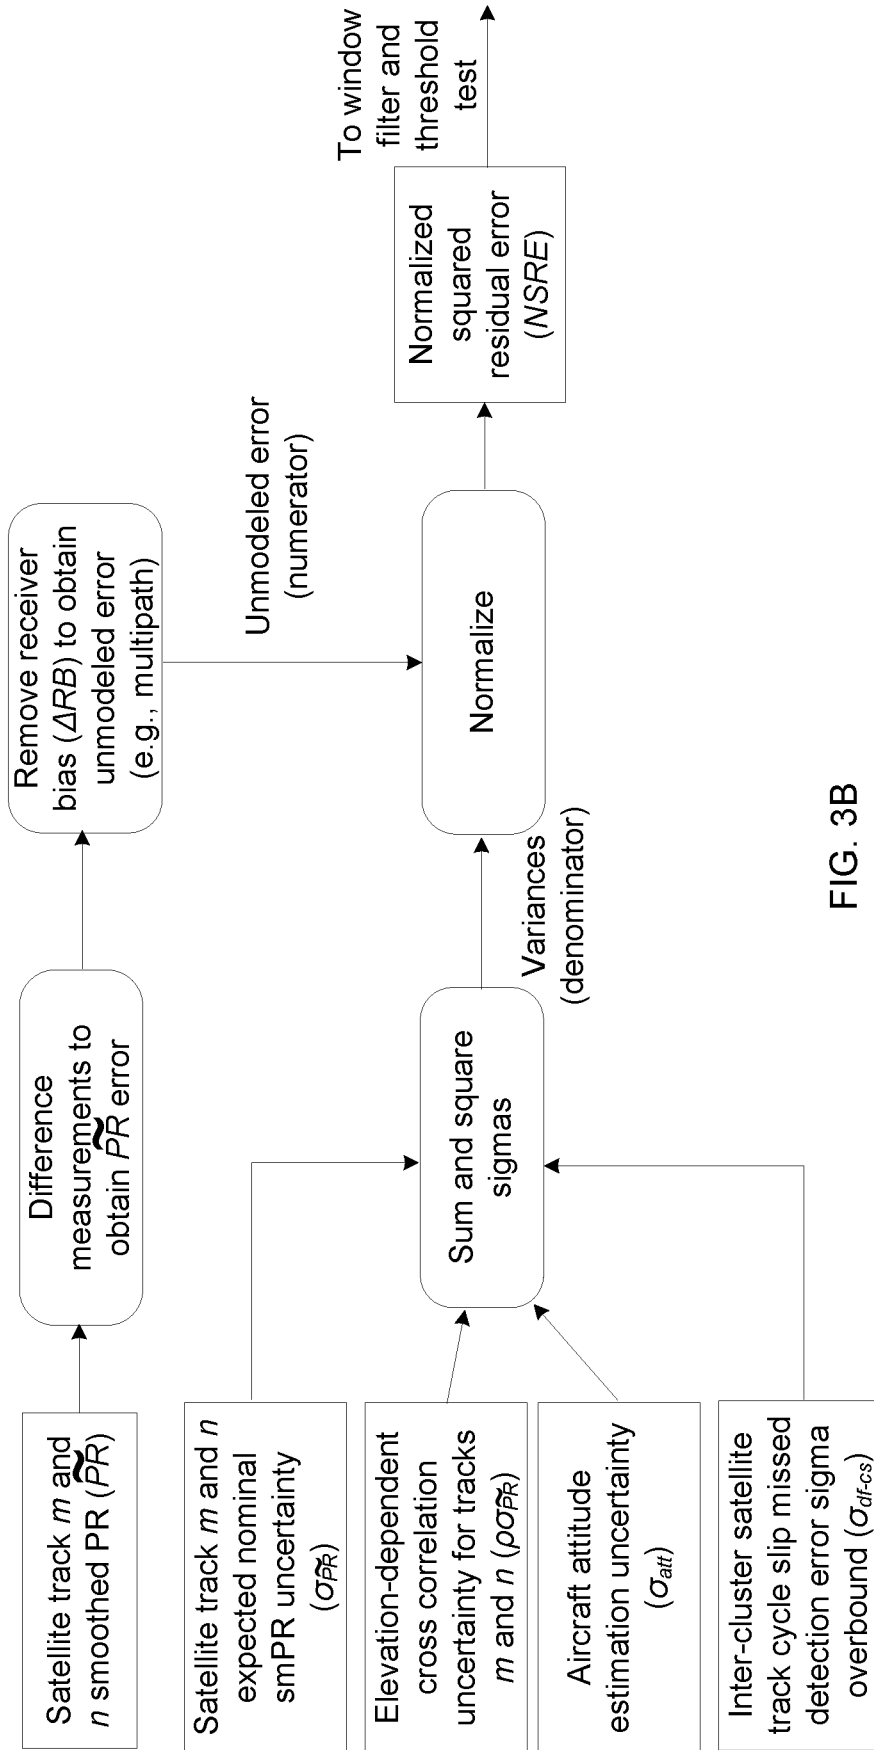 Satellite track m and
n smoothed PR (P̃R̃)
Difference
measurements to
obtain P̃R̃ error
Remove receiver
bias (ΔRB) to obtain
unmodeled error
(e.g., multipath)
Unmodeled error
(numerator)
Satellite track m and n
expected nominal
smPR uncertainty
(σP̃R̃)
Elevation-dependent
cross correlation
uncertainty for tracks
m and n (ρσP̃R̃)
Aircraft attitude
estimation uncertainty
(σatt)
Inter-cluster satellite
track cycle slip missed
detection error sigma
overbound (σdf-cs)
Sum and square
sigmas
Variances
(denominator)
Normalize
Normalized
squared
residual error
(NSRE)
To window
filter and
threshold
test
FIG. 3B